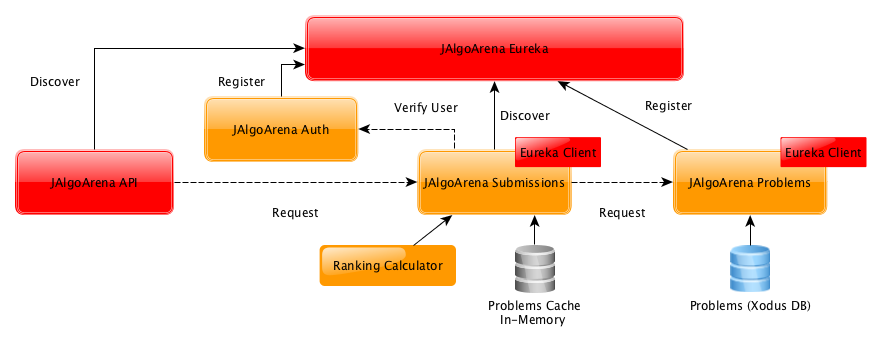 JAlgoArena Eureka
Discover
Register
Verify User
Discover
Register
JAlgoArena Auth
Eureka Client
Eureka Client
JAlgoArena API
JAlgoArena Submissions
JAlgoArena Problems
Request
Request
Ranking Calculator
Problems Cache
In-Memory
Problems (Xodus DB)